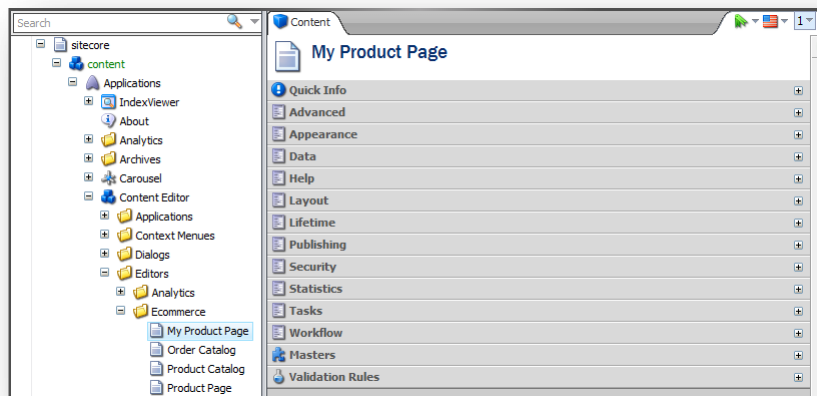 Search
sitecore
content
Applications
IndexViewer
About
Analytics
Archives
Carousel
Content Editor
Applications
Context Menues
Dialogs
Editors
Analytics
Ecommerce
My Product Page
Order Catalog
Product Catalog
Product Page
Content
1
My Product Page
Quick Info
Advanced
Appearance
Data
Help
Layout
Lifetime
Publishing
Security
Statistics
Tasks
Workflow
Masters
Validation Rules